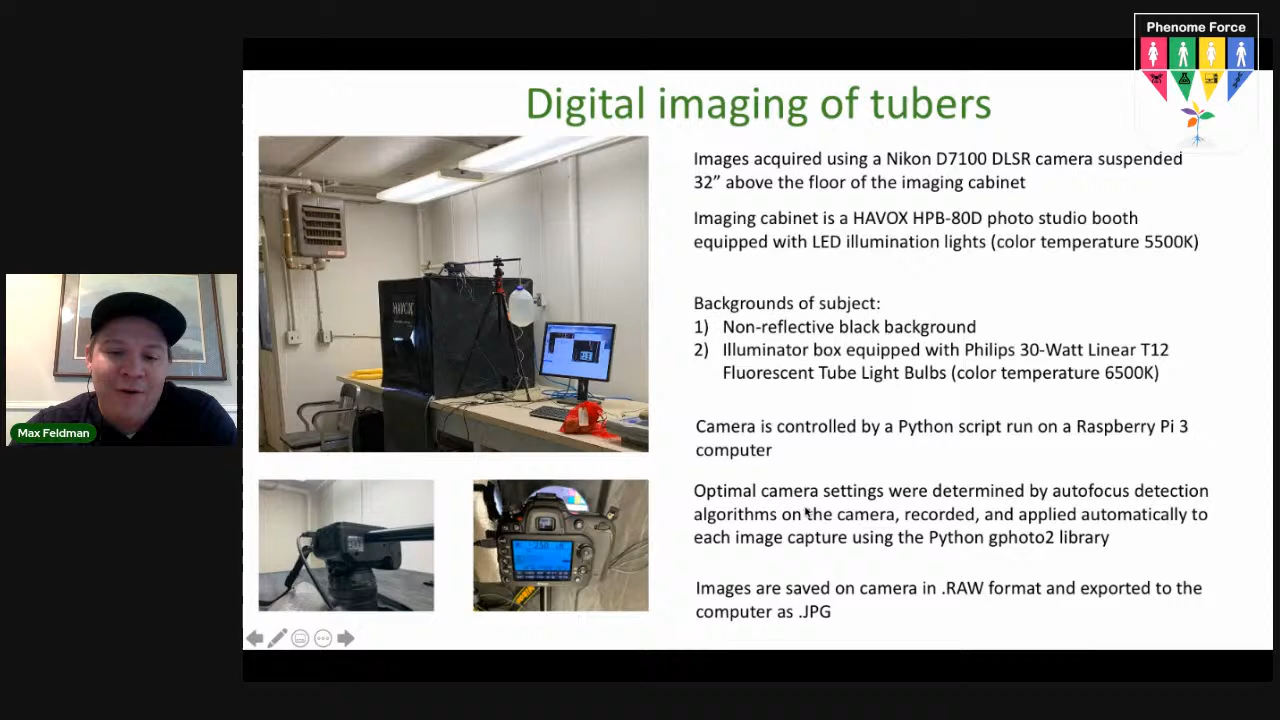 Phenome Force
Digital imaging of tubers
Images acquired using a Nikon D7100 DLSR camera suspended
32” above the floor of the imaging cabinet
Imaging cabinet is a HAVOX HPB-80D photo studio booth
equipped with LED illumination lights (color temperature 5500K)
Backgrounds of subject:
1) Non-reflective black background
2) Illuminator box equipped with Philips 30-Watt Linear T12
Fluorescent Tube Light Bulbs (color temperature 6500K)
Camera is controlled by a Python script run on a Raspberry Pi 3
computer
Optimal camera settings were determined by autofocus detection
algorithms on the camera, recorded, and applied automatically to
each image capture using the Python gphoto2 library
Images are saved on camera in .RAW format and exported to the
computer as .JPG
HAVOX
Max Feldman